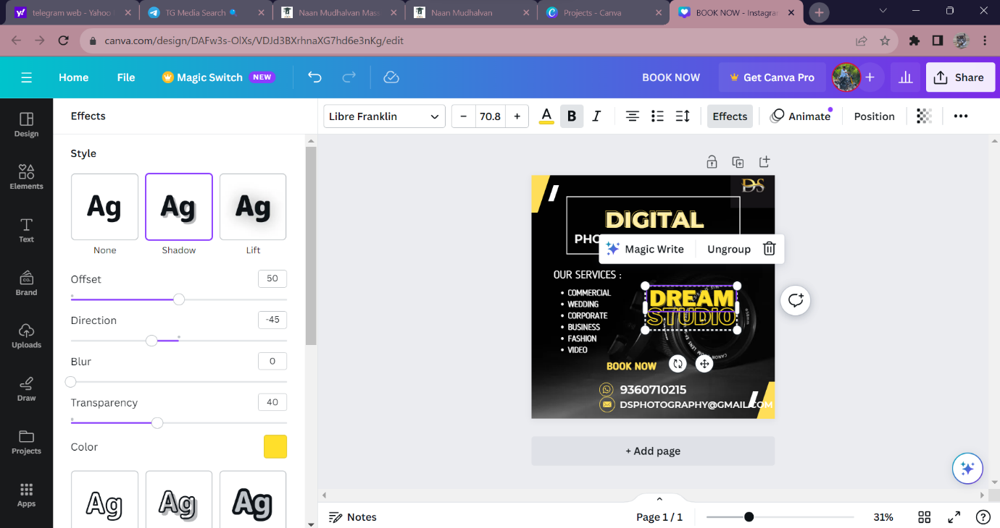 telegram web - Yahoo
TG Media Search
Naan Mudhalvan Mass
Naan Mudhalvan
Projects - Canva
BOOK NOW - Instagram
canva.com/design/DAFw3s-OlXs/VDJd3BXrhnaXG7hd6e3nKg/edit
Home
File
Magic Switch NEW
BOOK NOW
Get Canva Pro
Share
Design
Elements
Text
Brand
Uploads
Draw
Projects
Apps
Effects
Style
Ag Ag Ag
None Shadow Lift
Offset 50
Direction -45
Blur 0
Transparency 40
Color
Ag Ag Ag
Libre Franklin
– 70.8 +
A B I
Effects
Animate
Position
DS
DIGITAL
PHO
Magic Write
Ungroup
OUR SERVICES :
• COMMERCIAL
• WEDDING
• CORPORATE
• BUSINESS
• FASHION
• VIDEO
DREAM
STUDIO
BOOK NOW
9360710215
DSPHOTOGRAPHY@GMAIL.COM
+ Add page
Notes
Page 1 / 1
31%